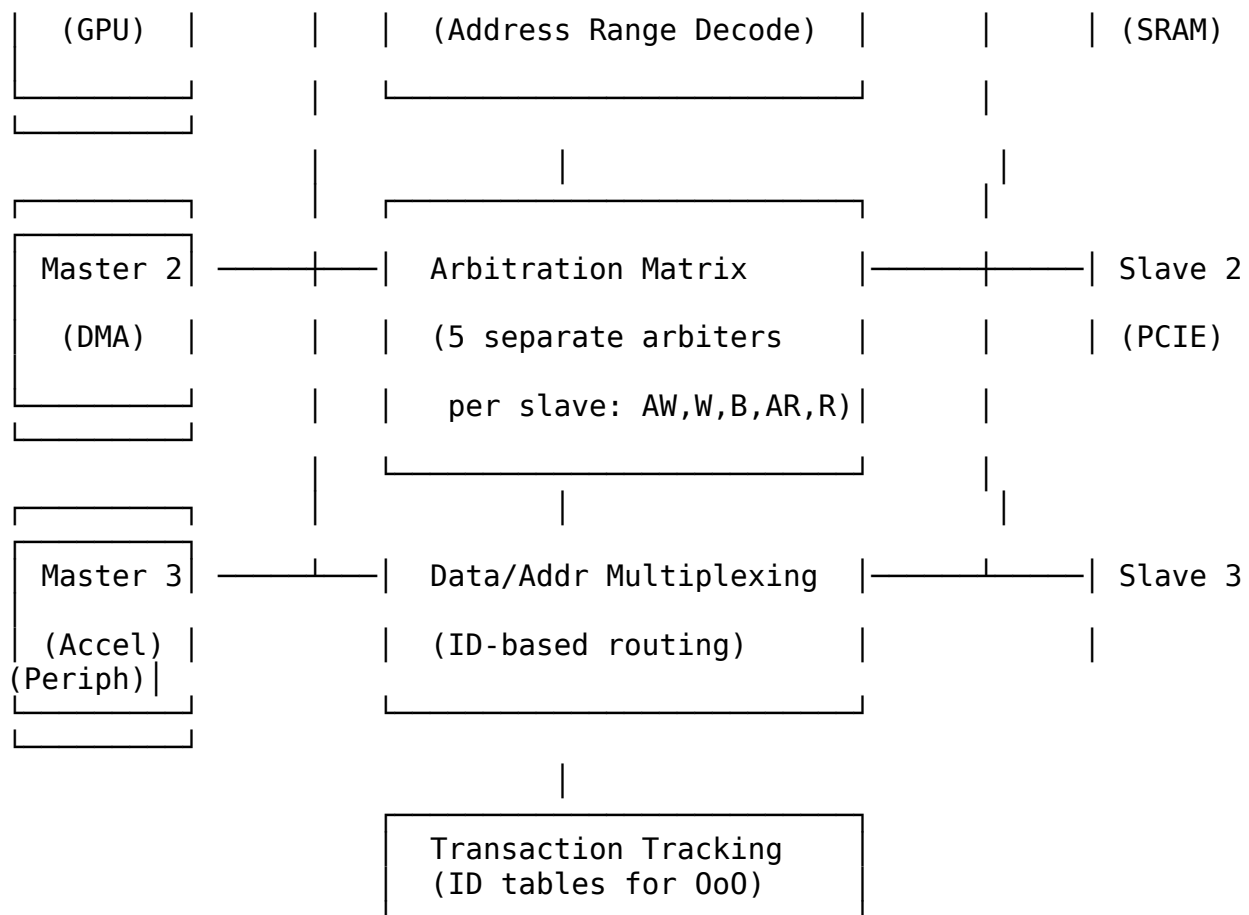 (GPU) (Address Range Decode) (SRAM)
Master 2 Arbitration Matrix Slave 2
(DMA) (5 separate arbiters (PCIE)
per slave: AW,W,B,AR,R)
Master 3 Data/Addr Multiplexing Slave 3
(Accel) (ID-based routing)
(Periph)
Transaction Tracking
(ID tables for OoO)